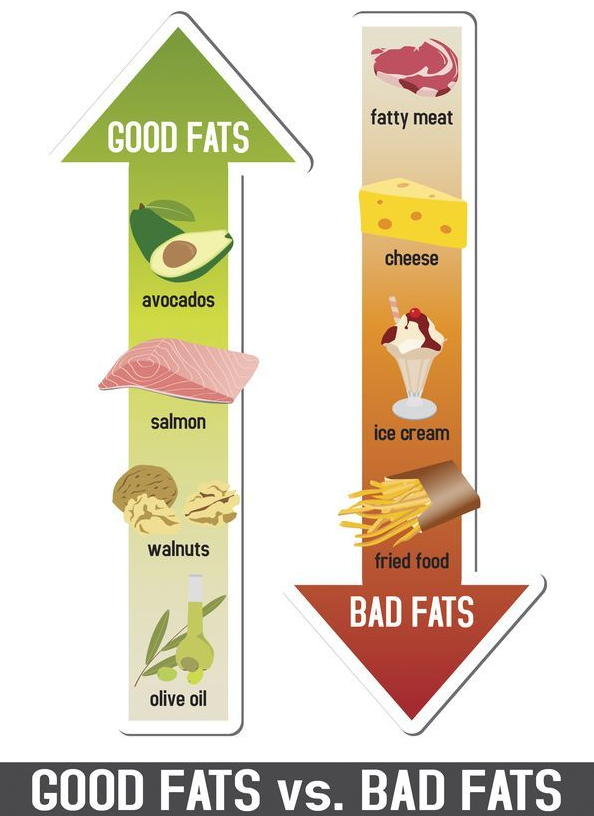 GOOD FATS
avocados
salmon
walnuts
olive oil
fatty meat
cheese
ice cream
fried food
BAD FATS
GOOD FATS vs. BAD FATS